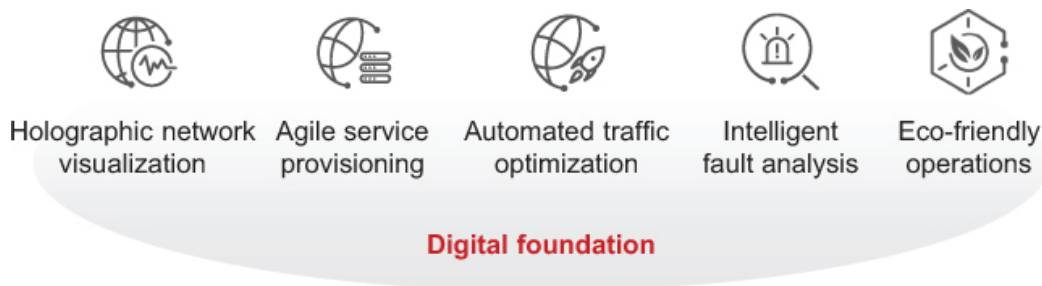 Holographic network
visualization
Agile service
provisioning
Automated traffic
optimization
Intelligent
fault analysis
Eco-friendly
operations
Digital foundation